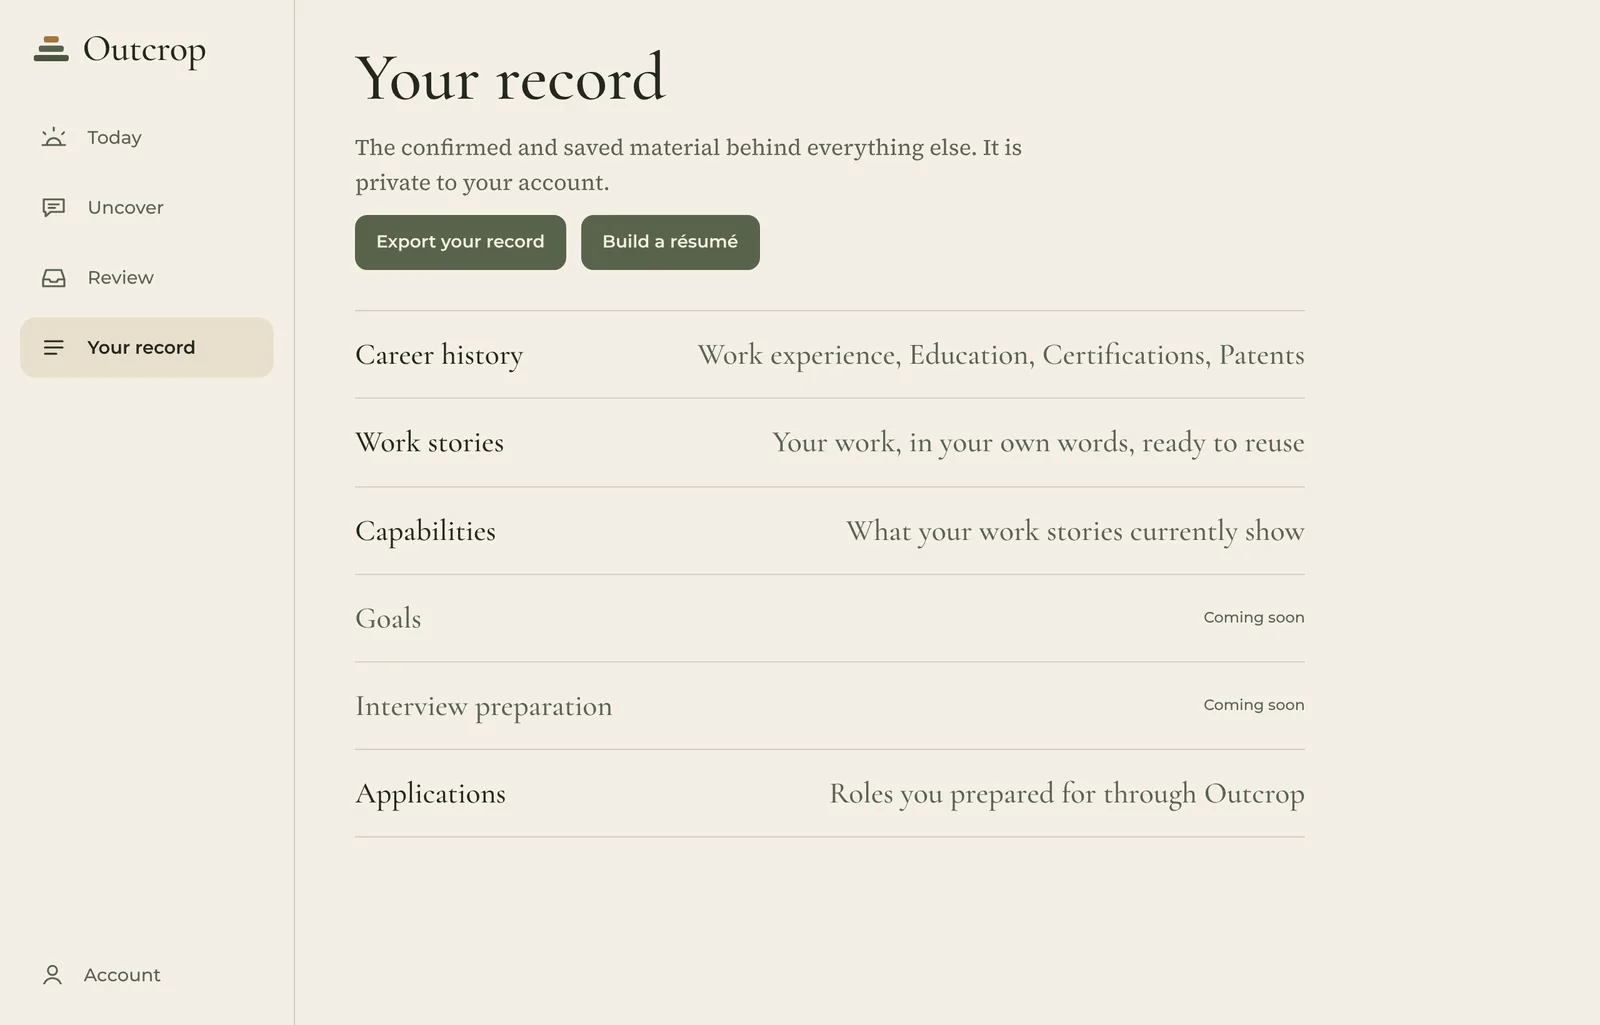 Outcrop
Today
Uncover
Review
Your record
Account
Your record
The confirmed and saved material behind everything else. It is
private to your account.
Export your record
Build a résumé
Career history
Work experience, Education, Certifications, Patents
Work stories
Your work, in your own words, ready to reuse
Capabilities
What your work stories currently show
Goals
Coming soon
Interview preparation
Coming soon
Applications
Roles you prepared for through Outcrop